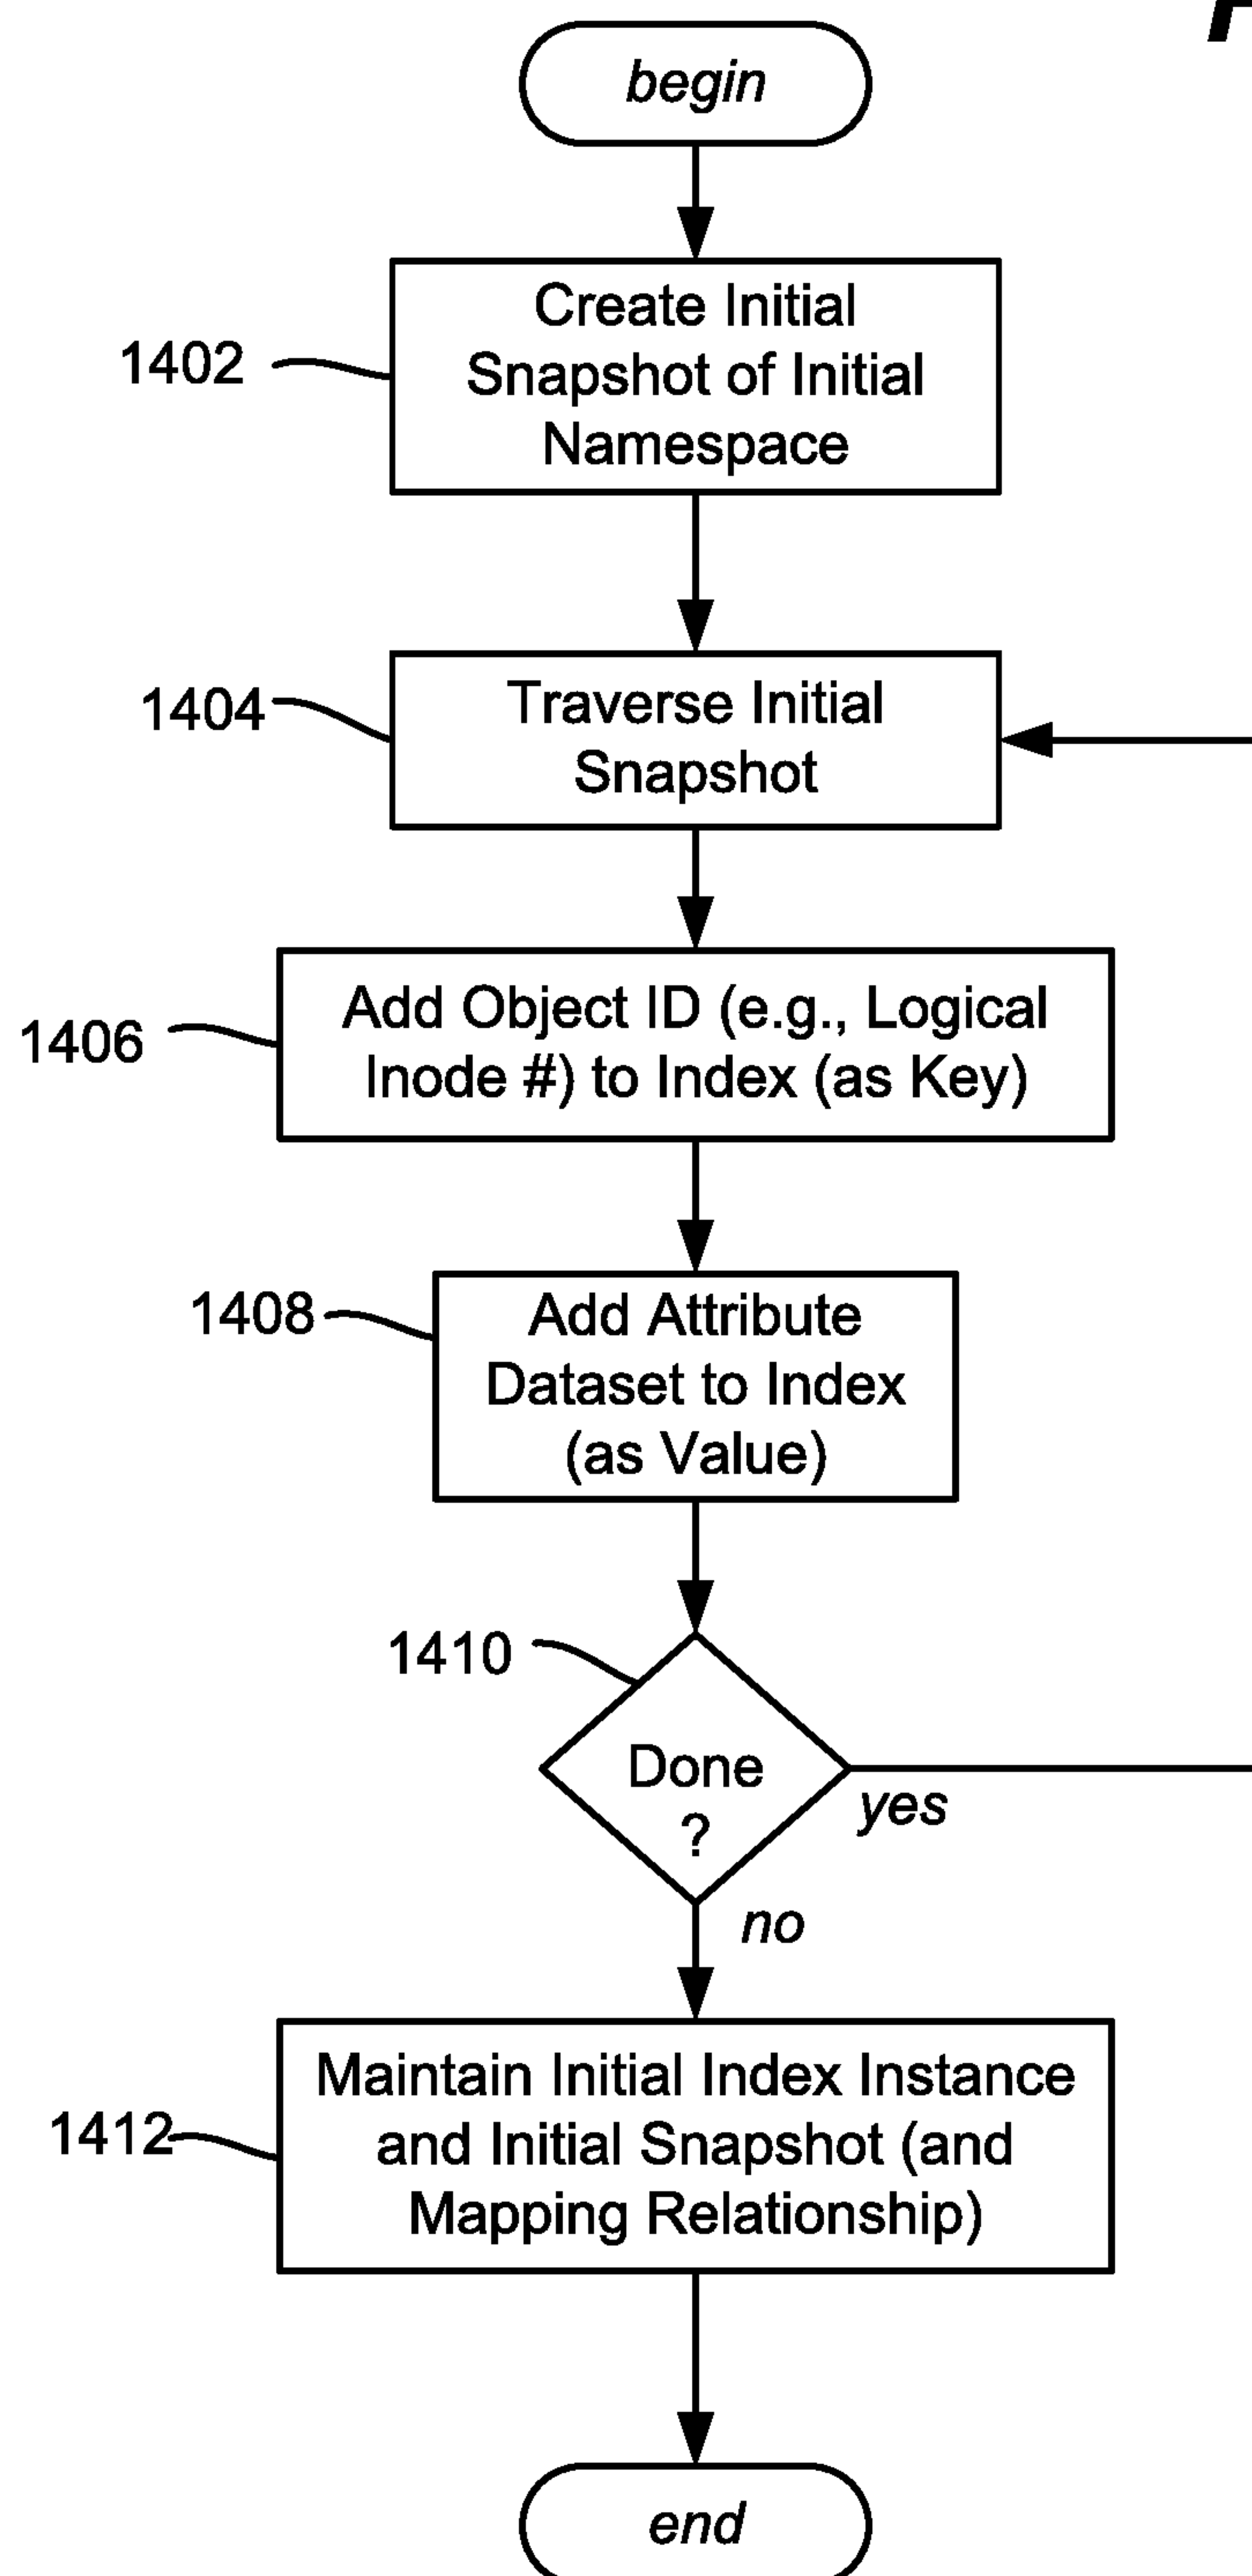 begin
Create Initial
Snapshot of Initial
Namespace
1402
Traverse Initial
Snapshot
1404
Add Object ID (e.g., Logical
Inode #) to Index (as Key)
1406
Add Attribute
Dataset to Index
(as Value)
1408
1410
Done
?
yes
no
Maintain Initial Index Instance
and Initial Snapshot (and
Mapping Relationship)
1412
end